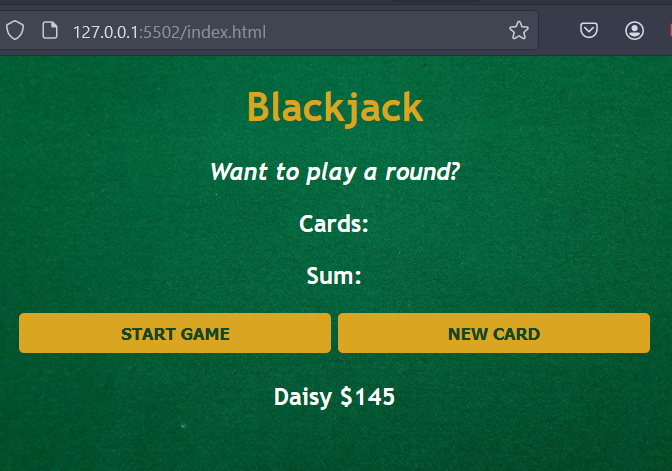 127.0.0.1:5502/index.html
Blackjack
Want to play a round?
Cards:
Sum:
START GAME
NEW CARD
Daisy $145